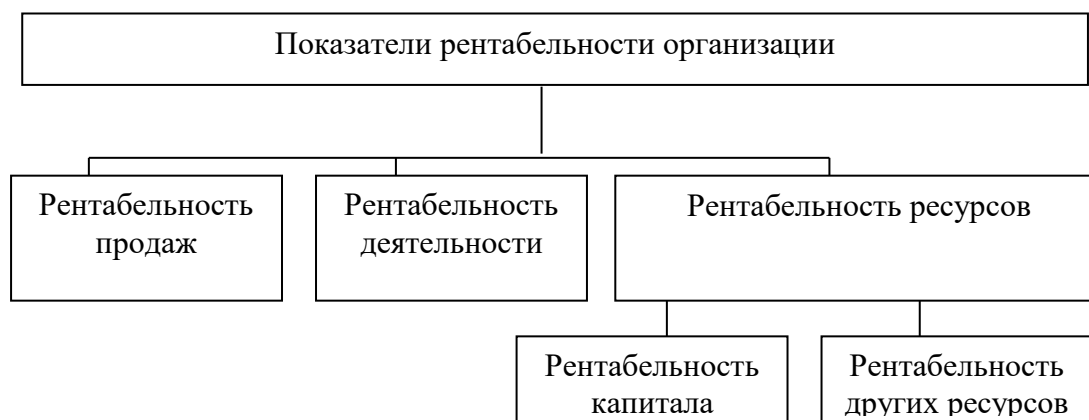 Показатели рентабельности организации
Рентабельность
продаж
Рентабельность
деятельности
Рентабельность ресурсов
Рентабельность
капитала
Рентабельность
других ресурсов